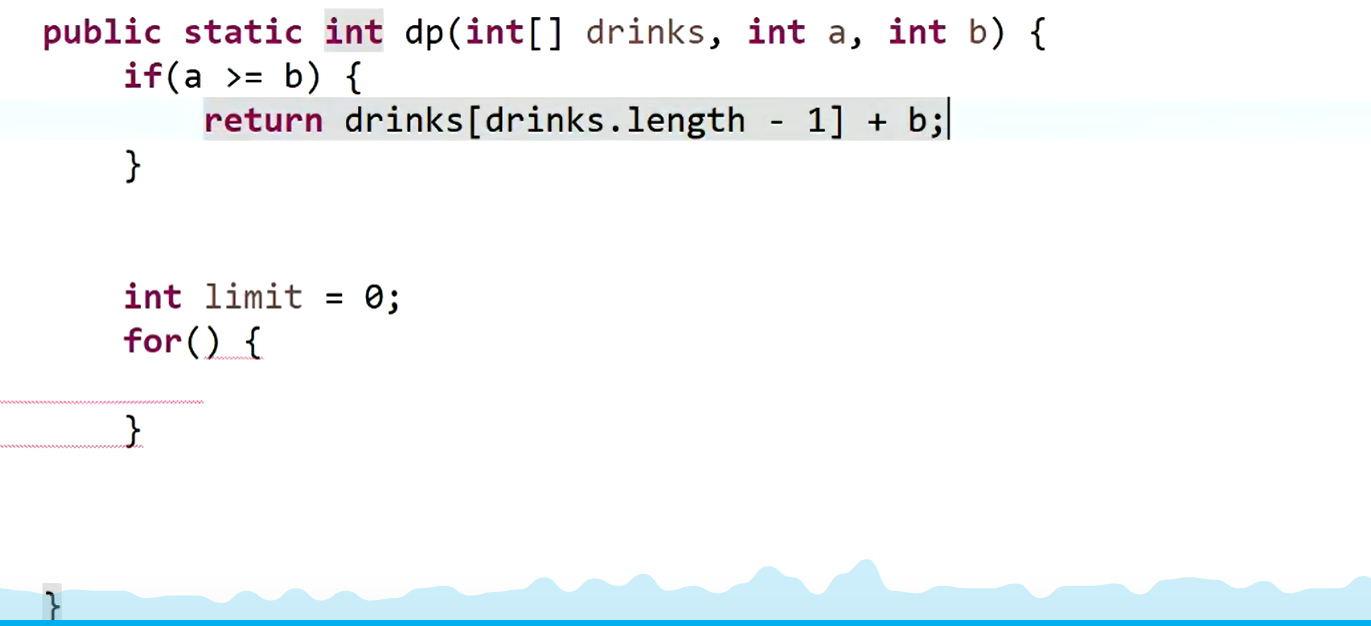 public static int dp(int[] drinks, int a, int b) {
if(a >= b) {
return drinks[drinks.length - 1] + b;
}
int limit = 0;
for() {
}
}